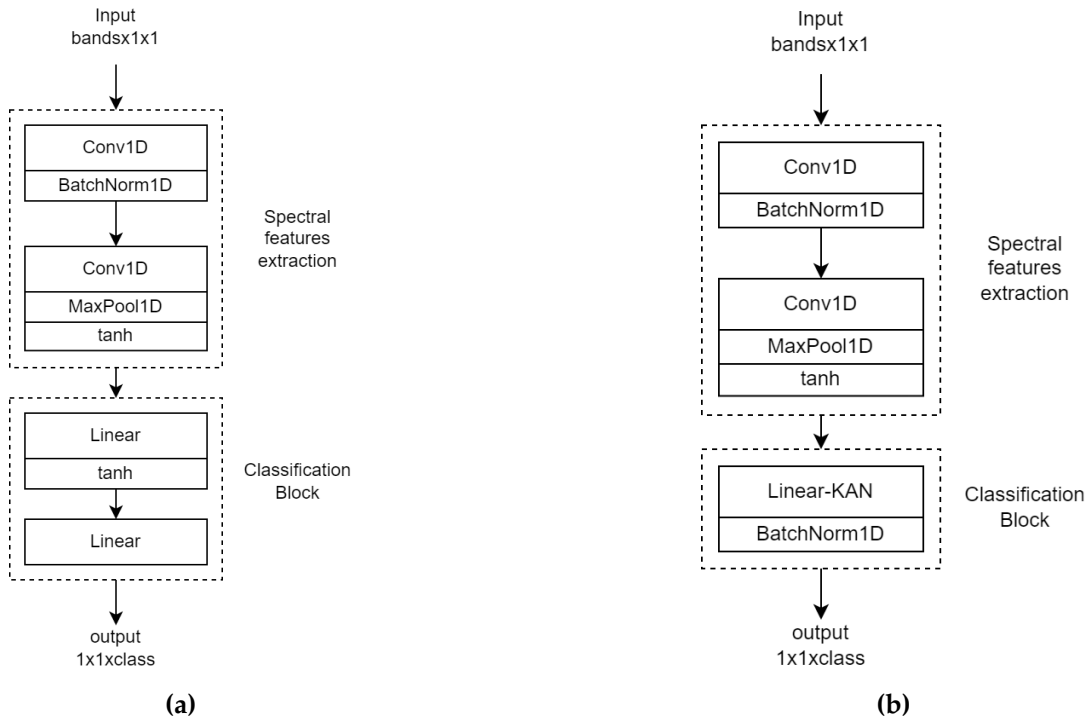 Input
bandsx1x1
Conv1D
BatchNorm1D
Conv1D
MaxPool1D
tanh
Spectral
features
extraction
Linear
tanh
Linear
Classification
Block
output
1x1xclass
(a)
Input
bandsx1x1
Conv1D
BatchNorm1D
Conv1D
MaxPool1D
tanh
Spectral
features
extraction
Linear-KAN
BatchNorm1D
Classification
Block
output
1x1xclass
(b)